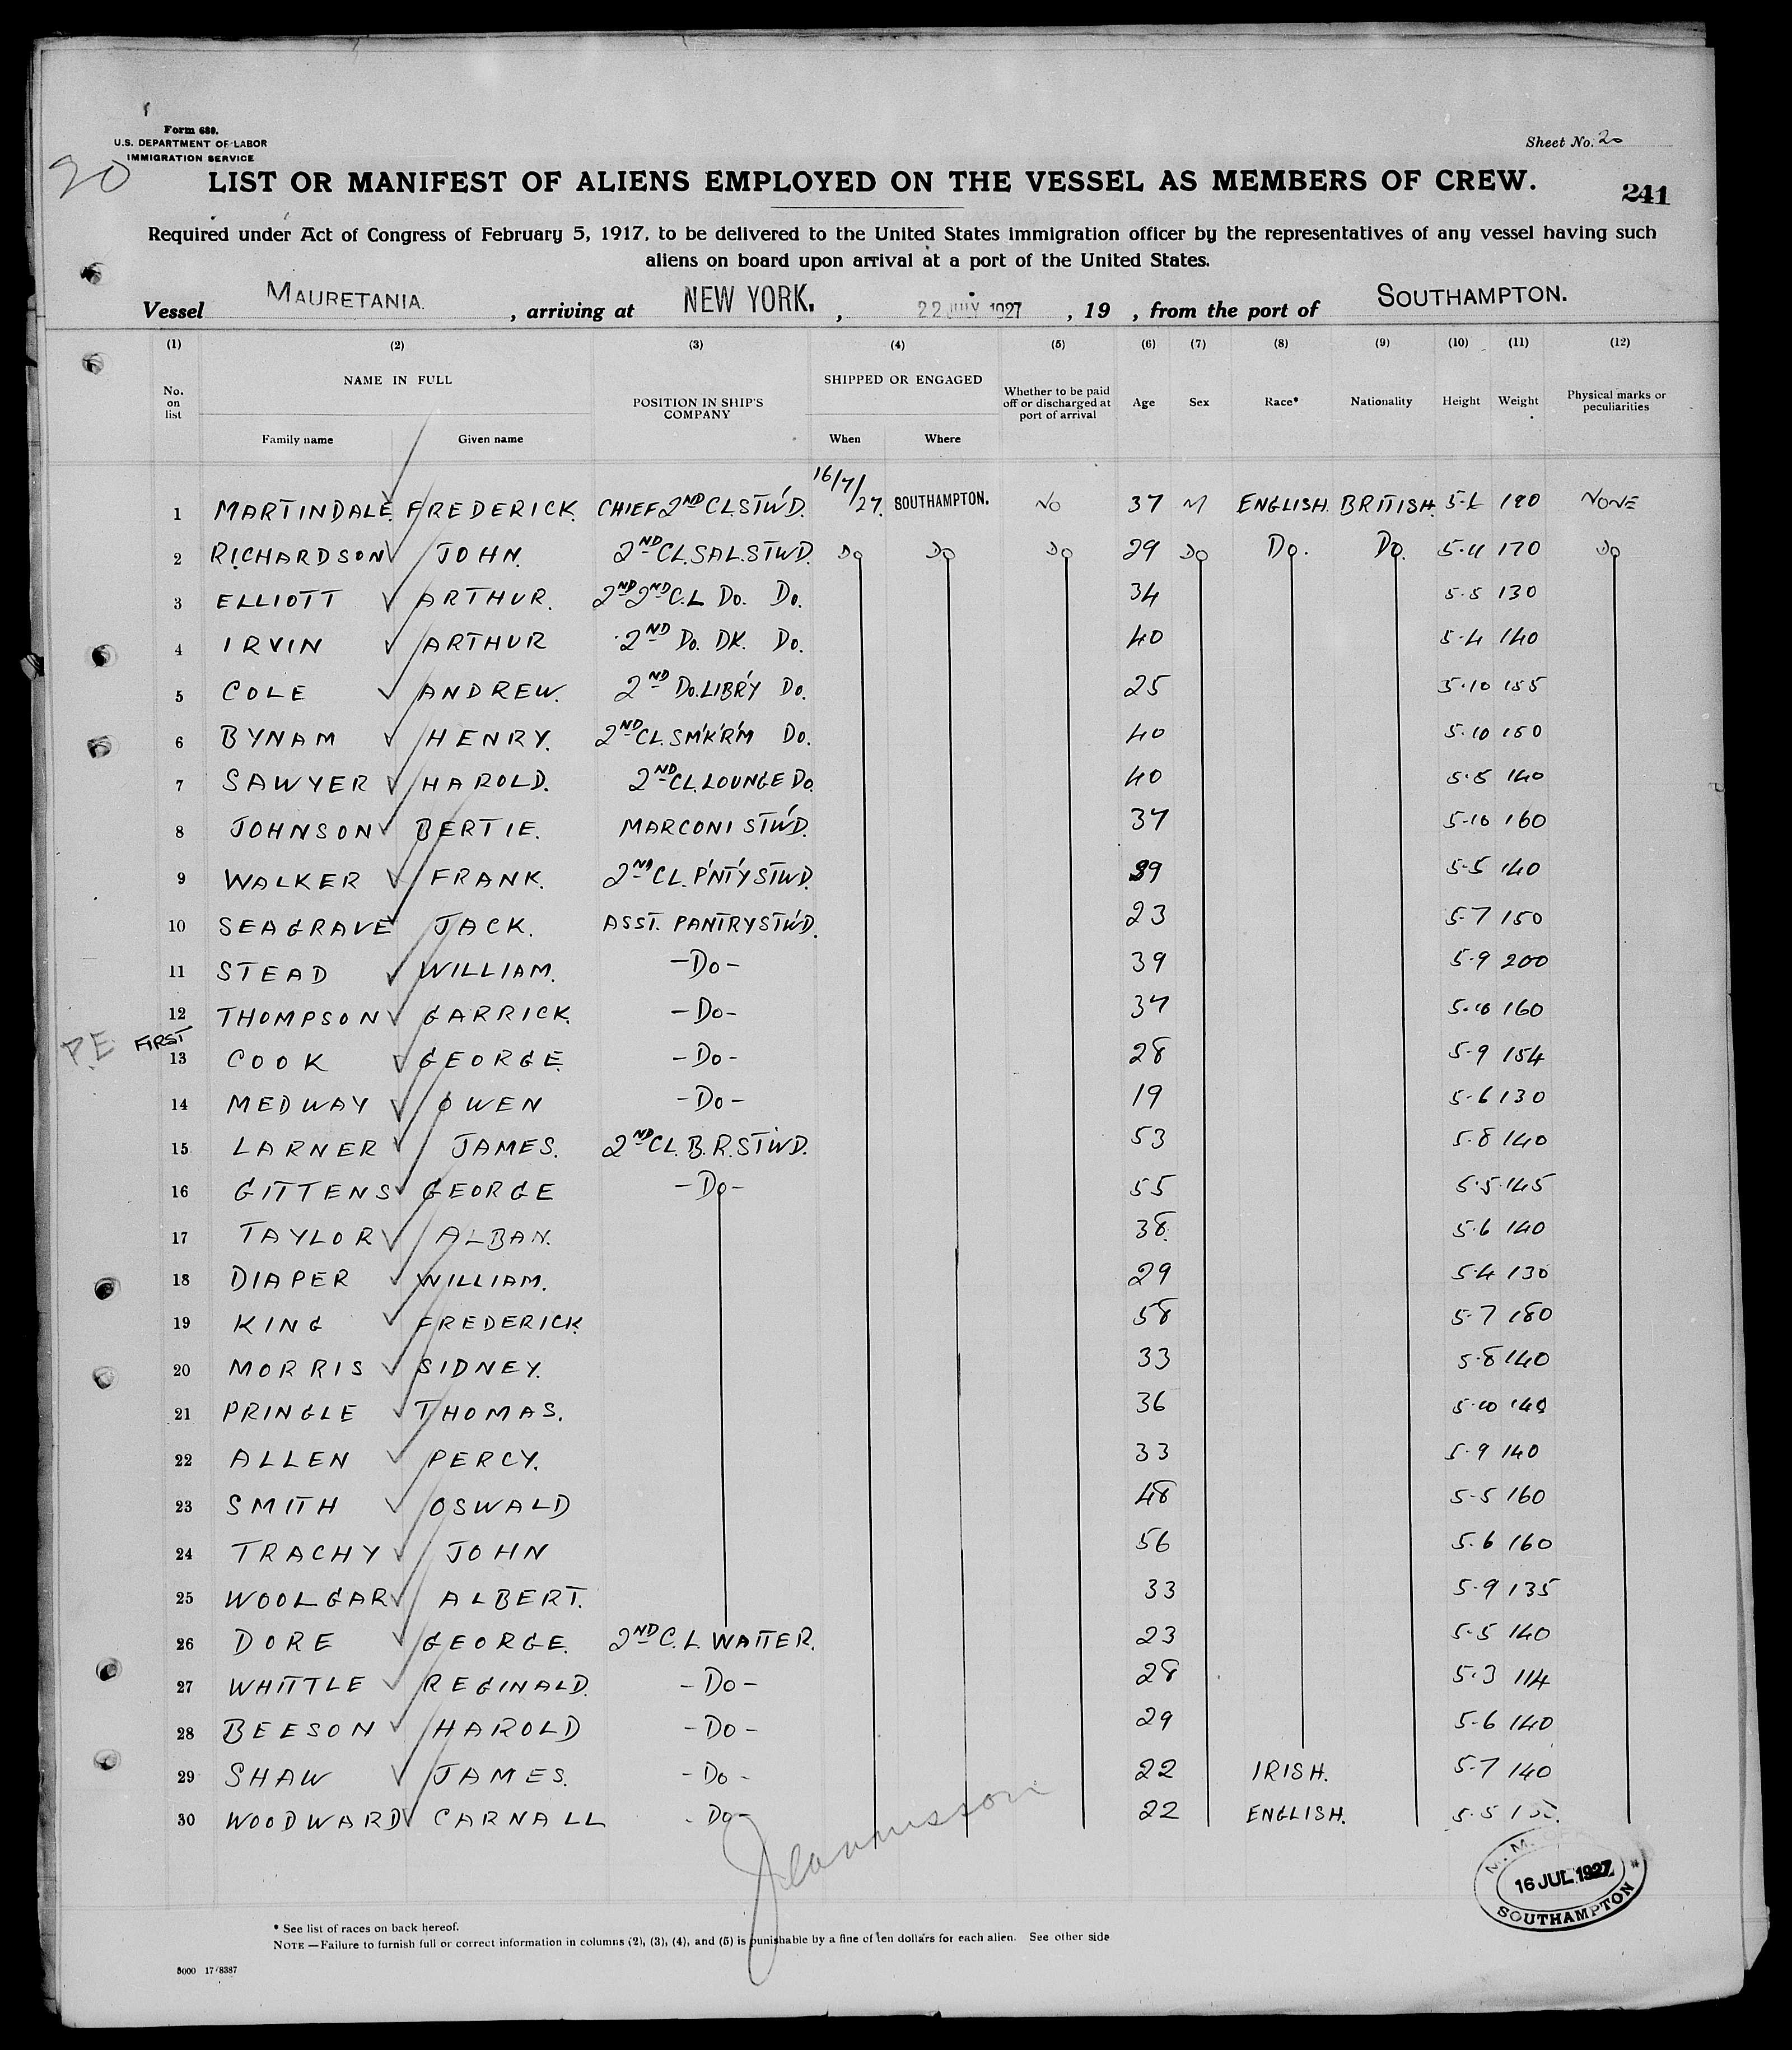 Form 680.
U.S. DEPARTMENT OF LABOR
IMMIGRATION SERVICE
20
Sheet No. 20
LIST OR MANIFEST OF ALIENS EMPLOYED ON THE VESSEL AS MEMBERS OF CREW.
241
Required under Act of Congress of February 5, 1917, to be delivered to the United States immigration officer by the representatives of any vessel having such
aliens on board upon arrival at a port of the United States.
Vessel MAURETANIA. , arriving at NEW YORK. , 22 JULY 1927 , 19 , from the port of SOUTHAMPTON.
(1) (2) (3) (4) (5) (6) (7) (8) (9) (10) (11) (12)
No. on list NAME IN FULL POSITION IN SHIP'S COMPANY SHIPPED OR ENGAGED Whether to be paid off or discharged at port of arrival Age Sex Race* Nationality Height Weight Physical marks or peculiarities
Family name Given name When Where
1 MARTINDALE. FREDERICK. CHIEF 2ND CL STW'D. 16/7/27. SOUTHAMPTON. NO 37 M ENGLISH. BRITISH. 5-6 180 NONE
2 RICHARDSON JOHN. 2ND CL. SAL. STWD. Do Do Do 29 Do Do. Do. 5.11 170 Do
3 ELLIOTT ARTHUR. 2ND 2ND C.L Do. Do. 34 5.5 130
4 IRVIN ARTHUR 2ND Do. DK. Do. 40 5.4 140
5 COLE ANDREW. 2ND Do. LIBR'Y Do. 25 5.10 155
6 BYNAM HENRY. 2ND CL. SM'K'R'M Do. 40 5.10 150
7 SAWYER HAROLD. 2ND CL. LOUNGE Do. 40 5.5 140
8 JOHNSON BERTIE. MARCONI STW'D. 37 5-10 160
9 WALKER FRANK. 2ND CL. P'NT'Y STWD. 39 5-5 140
10 SEAGRAVE JACK. ASST. PANTRY STW'D. 23 5-7 150
11 STEAD WILLIAM. -Do- 39 5.9 200
12 THOMPSON GARRICK. -Do- 37 5.10 160
P.E. FIRST
13 COOK GEORGE. -Do- 28 5.9 154
14 MEDWAY OWEN -Do- 19 5-6 130
15 LARNER JAMES. 2ND CL. B.R. STWD. 53 5.8 140
16 GITTENS GEORGE -Do- 55 5.5 145
17 TAYLOR ALBAN. 38. 5.6 140
18 DIAPER WILLIAM. 29 5.4 130
19 KING FREDERICK. 58 5.7 180
20 MORRIS SIDNEY. 33 5.8 140
21 PRINGLE THOMAS. 36 5.10 149
22 ALLEN PERCY. 33 5.9 140
23 SMITH OSWALD 48 5-5 160
24 TRACHY JOHN 56 5.6 160
25 WOOLGAR ALBERT. 33 5.9 135
26 DORE GEORGE. 2ND C.L. WAITER. 23 5.5 140
27 WHITTLE REGINALD. -Do- 28 5.3 114
28 BEESON HAROLD -Do- 29 5.6 140
29 SHAW JAMES. -Do- 22 IRISH. 5-7 140
30 WOODWARD CARNALL -Do- 22 ENGLISH. 5.5
16 JUL 1927
SOUTHAMPTON
* See list of races on back hereof.
NOTE—Failure to furnish full or correct information in columns (2), (3), (4), and (5) is punishable by a fine of ten dollars for each alien. See other side
5000 17/8387